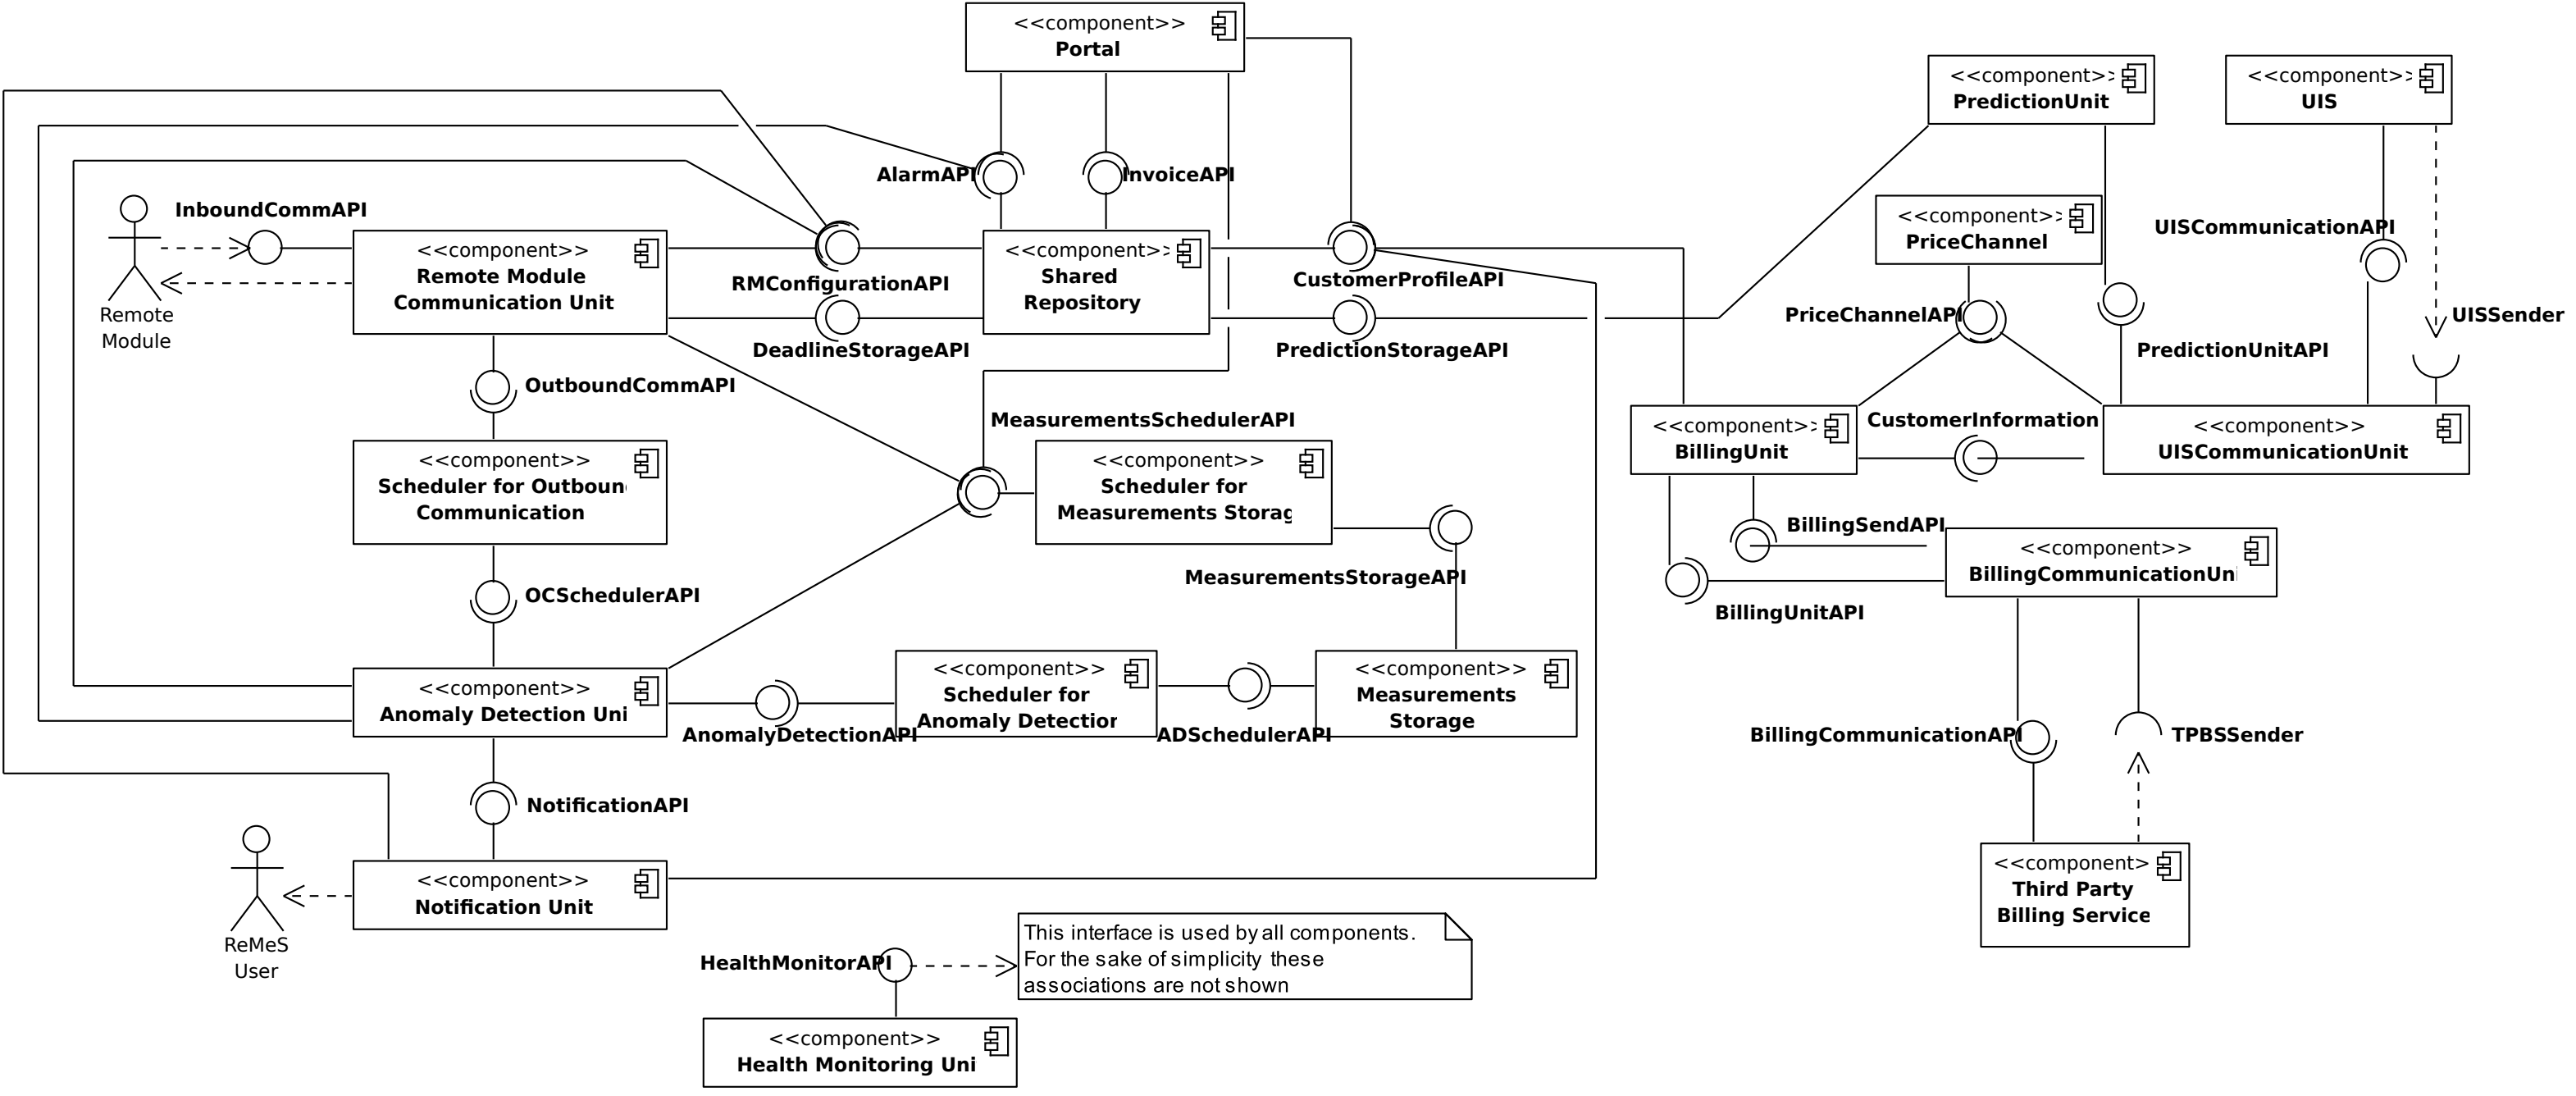 <<component>>
Portal
<<component>
PredictionUnit
<<component>>
UIS
AlarmAPI
InvoiceAPI
InboundCommAPI
<<component>
PriceChannel
UISCommunicationAPI
<<component>>
Remote Module
Communication Unit
RMConfigurationAPI
<<component>>
Shared
Repository
CustomerProfileAPI
Remote
Module
PriceChannelAPI
UISSender
DeadlineStorageAPI
PredictionStorageAPI
PredictionUnitAPI
OutboundCommAPI
MeasurementsSchedulerAPI
CustomerInformation
<<component>>
BillingUnit
<<component>>
UISCommunicationUnit
<<component>>
Scheduler for Outboun
Communication
<<component>>
Scheduler for
Measurements Storag
BillingSendAPI
<<component>>
BillingCommunicationUni
MeasurementsStorageAPI
OCSchedulerAPI
BillingUnitAPI
<<component>>
Anomaly Detection Uni
<<component>>
Scheduler for
Anomaly Detection
<<component>>
Measurements
Storage
AnomalyDetectionAPI
ADSchedulerAPI
BillingCommunicationAPI
TPBSSender
NotificationAPI
<<component>>
Notification Unit
<<component>
Third Party
Billing Service
ReMeS
User
This interface is used by all components.
For the sake of simplicity these
associations are not shown
HealthMonitorAPI
<<component>>
Health Monitoring Uni